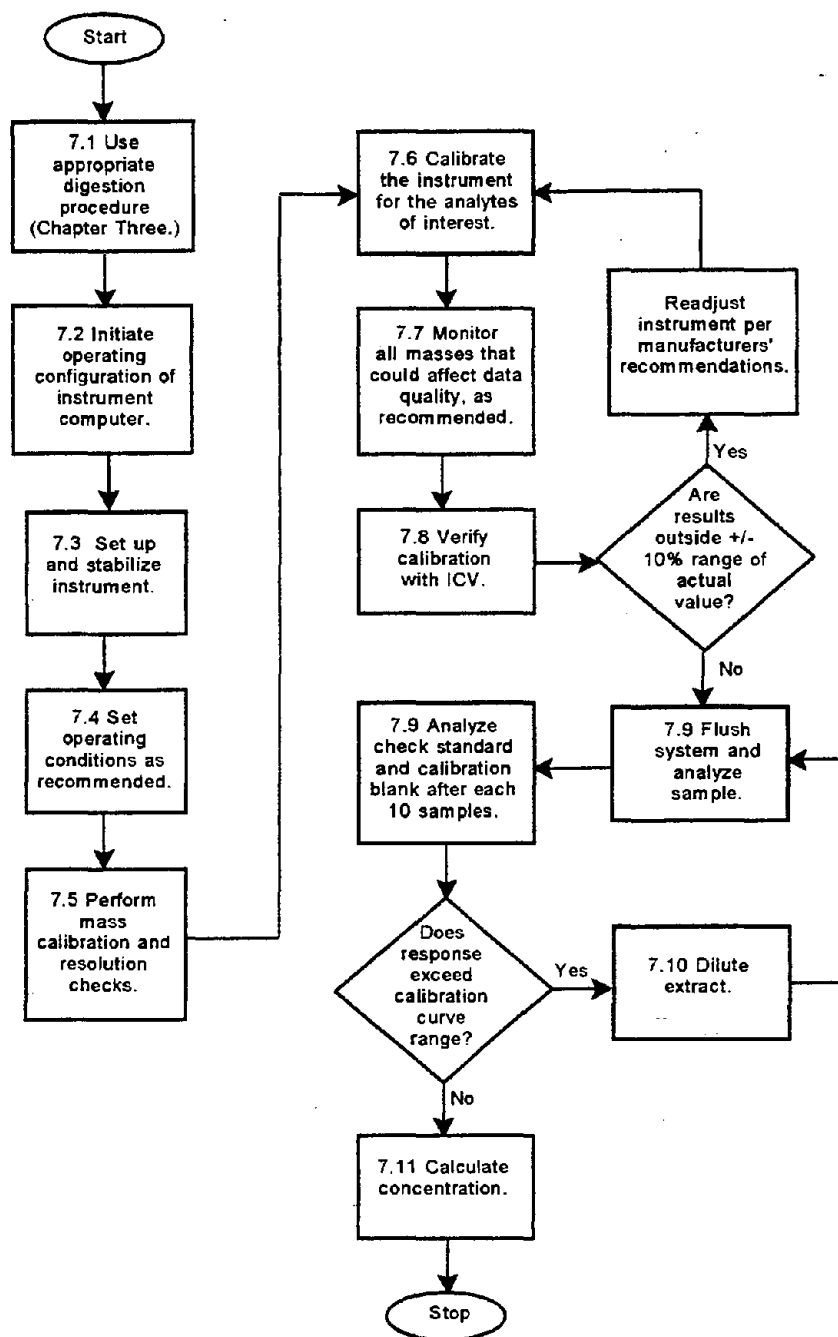 Start
7.1 Use
appropriate
digestion
procedure
(Chapter Three.)
7.2 Initiate
operating
configuration of
instrument
computer.
7.3 Set up
and stabilize
instrument.
7.4 Set
operating
conditions as
recommended.
7.5 Perform
mass
calibration and
resolution
checks.
7.6 Calibrate
the instrument
for the analytes
of interest.
7.7 Monitor
all masses that
could affect data
quality, as
recommended.
7.8 Verify
calibration
with ICV.
Are
results
outside +/-
10% range of
actual
value?
Yes
Readjust
instrument per
manufacturers'
recommendations.
No
7.9 Flush
system and
analyze
sample.
7.9 Analyze
check standard
and calibration
blank after each
10 samples.
Does
response
exceed
calibration
curve
range?
Yes
7.10 Dilute
extract.
No
7.11 Calculate
concentration.
Stop